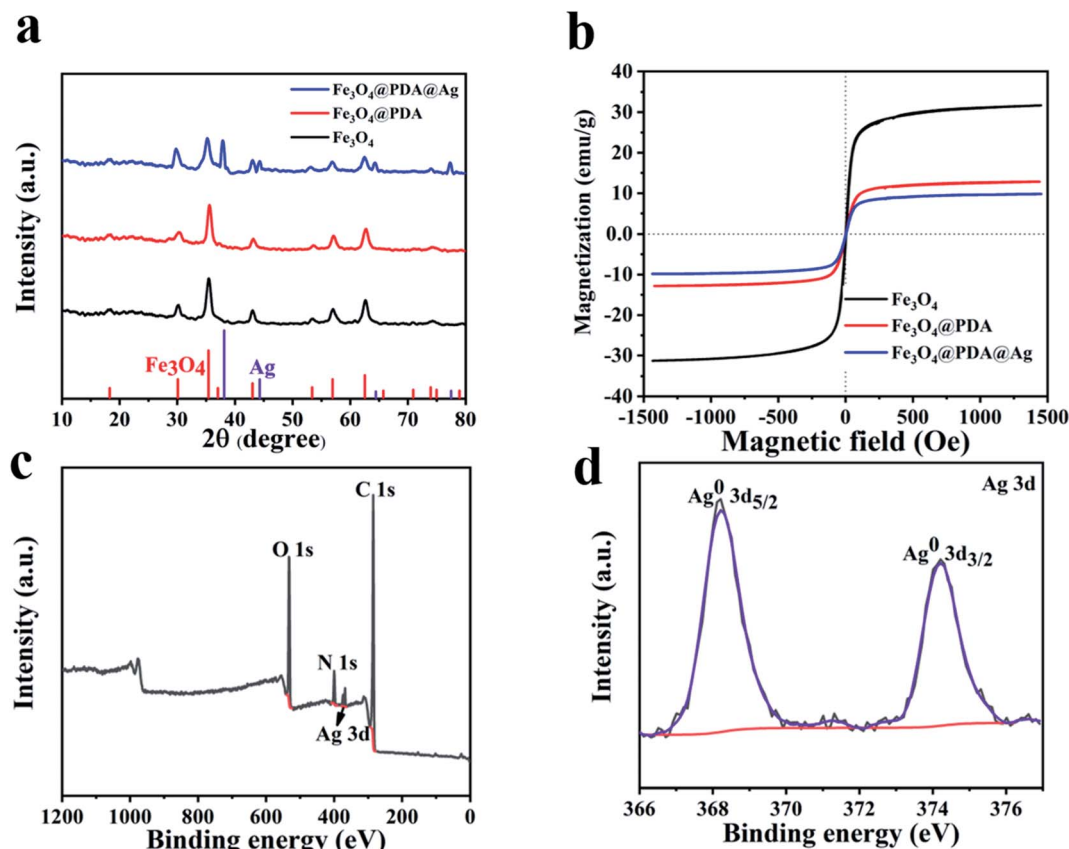 a
Fe₃O₄@PDA@Ag
Fe₃O₄@PDA
Fe₃O₄
Intensity (a.u.)
Fe₃O₄
Ag
10 20 30 40 50 60 70 80
2θ (degree)
b
Magnetization (emu/g)
40
30
20
10
0.0
-10
-20
-30
-40
Fe₃O₄
Fe₃O₄@PDA
Fe₃O₄@PDA@Ag
-1500 -1000 -500 0 500 1000 1500
Magnetic field (Oe)
c
Intensity (a.u.)
C 1s
O 1s
N 1s
Ag 3d
1200 1000 800 600 400 200 0
Binding energy (eV)
d
Intensity (a.u.)
Ag 3d
Ag⁰ 3d₅/₂
Ag⁰ 3d₃/₂
366 368 370 372 374 376
Binding energy (eV)